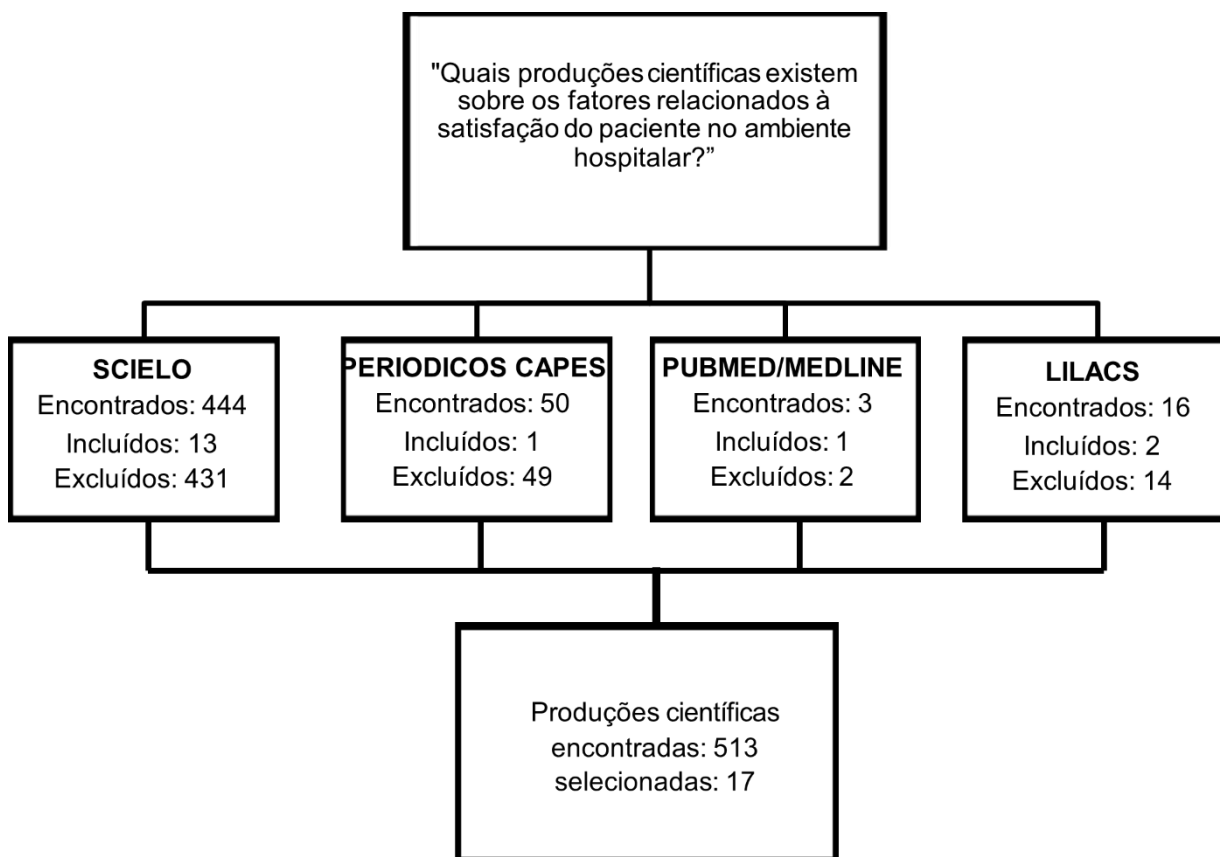 "Quais produções científicas existem
sobre os fatores relacionados à
satisfação do paciente no ambiente
hospitalar?”
SCIELO
Encontrados: 444
Incluídos: 13
Excluídos: 431
PERIODICOS CAPES
Encontrados: 50
Incluídos: 1
Excluídos: 49
PUBMED/MEDLINE
Encontrados: 3
Incluídos: 1
Excluídos: 2
LILACS
Encontrados: 16
Incluídos: 2
Excluídos: 14
Produções científicas
encontradas: 513
selecionadas: 17